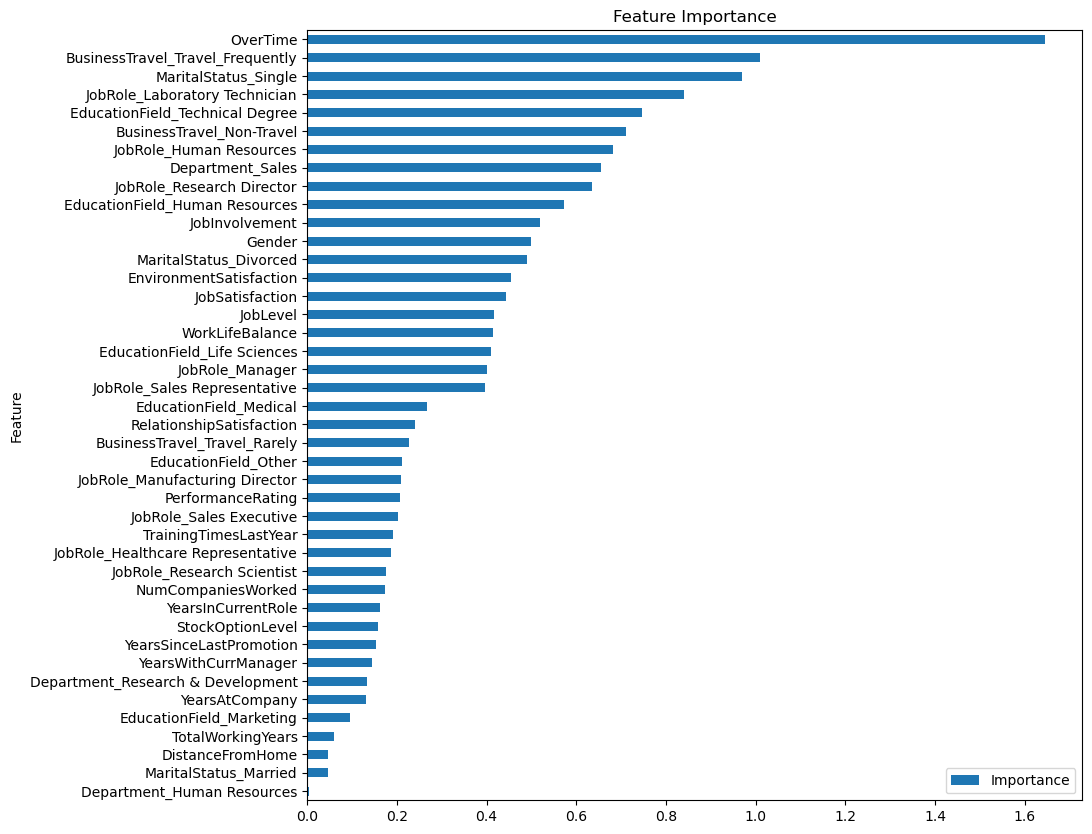 Feature Importance
OverTime
BusinessTravel_Travel_Frequently
MaritalStatus_Single
JobRole_Laboratory Technician
EducationField_Technical Degree
BusinessTravel_Non-Travel
JobRole_Human Resources
Department_Sales
JobRole_Research Director
EducationField_Human Resources
JobInvolvement
Gender
MaritalStatus_Divorced
EnvironmentSatisfaction
JobSatisfaction
JobLevel
WorkLifeBalance
EducationField_Life Sciences
JobRole_Manager
JobRole_Sales Representative
EducationField_Medical
RelationshipSatisfaction
BusinessTravel_Travel_Rarely
EducationField_Other
JobRole_Manufacturing Director
PerformanceRating
JobRole_Sales Executive
TrainingTimesLastYear
JobRole_Healthcare Representative
JobRole_Research Scientist
NumCompaniesWorked
YearsInCurrentRole
StockOptionLevel
YearsSinceLastPromotion
YearsWithCurrManager
Department_Research & Development
YearsAtCompany
EducationField_Marketing
TotalWorkingYears
DistanceFromHome
MaritalStatus_Married
Department_Human Resources
Feature
Importance
0.0 0.2 0.4 0.6 0.8 1.0 1.2 1.4 1.6